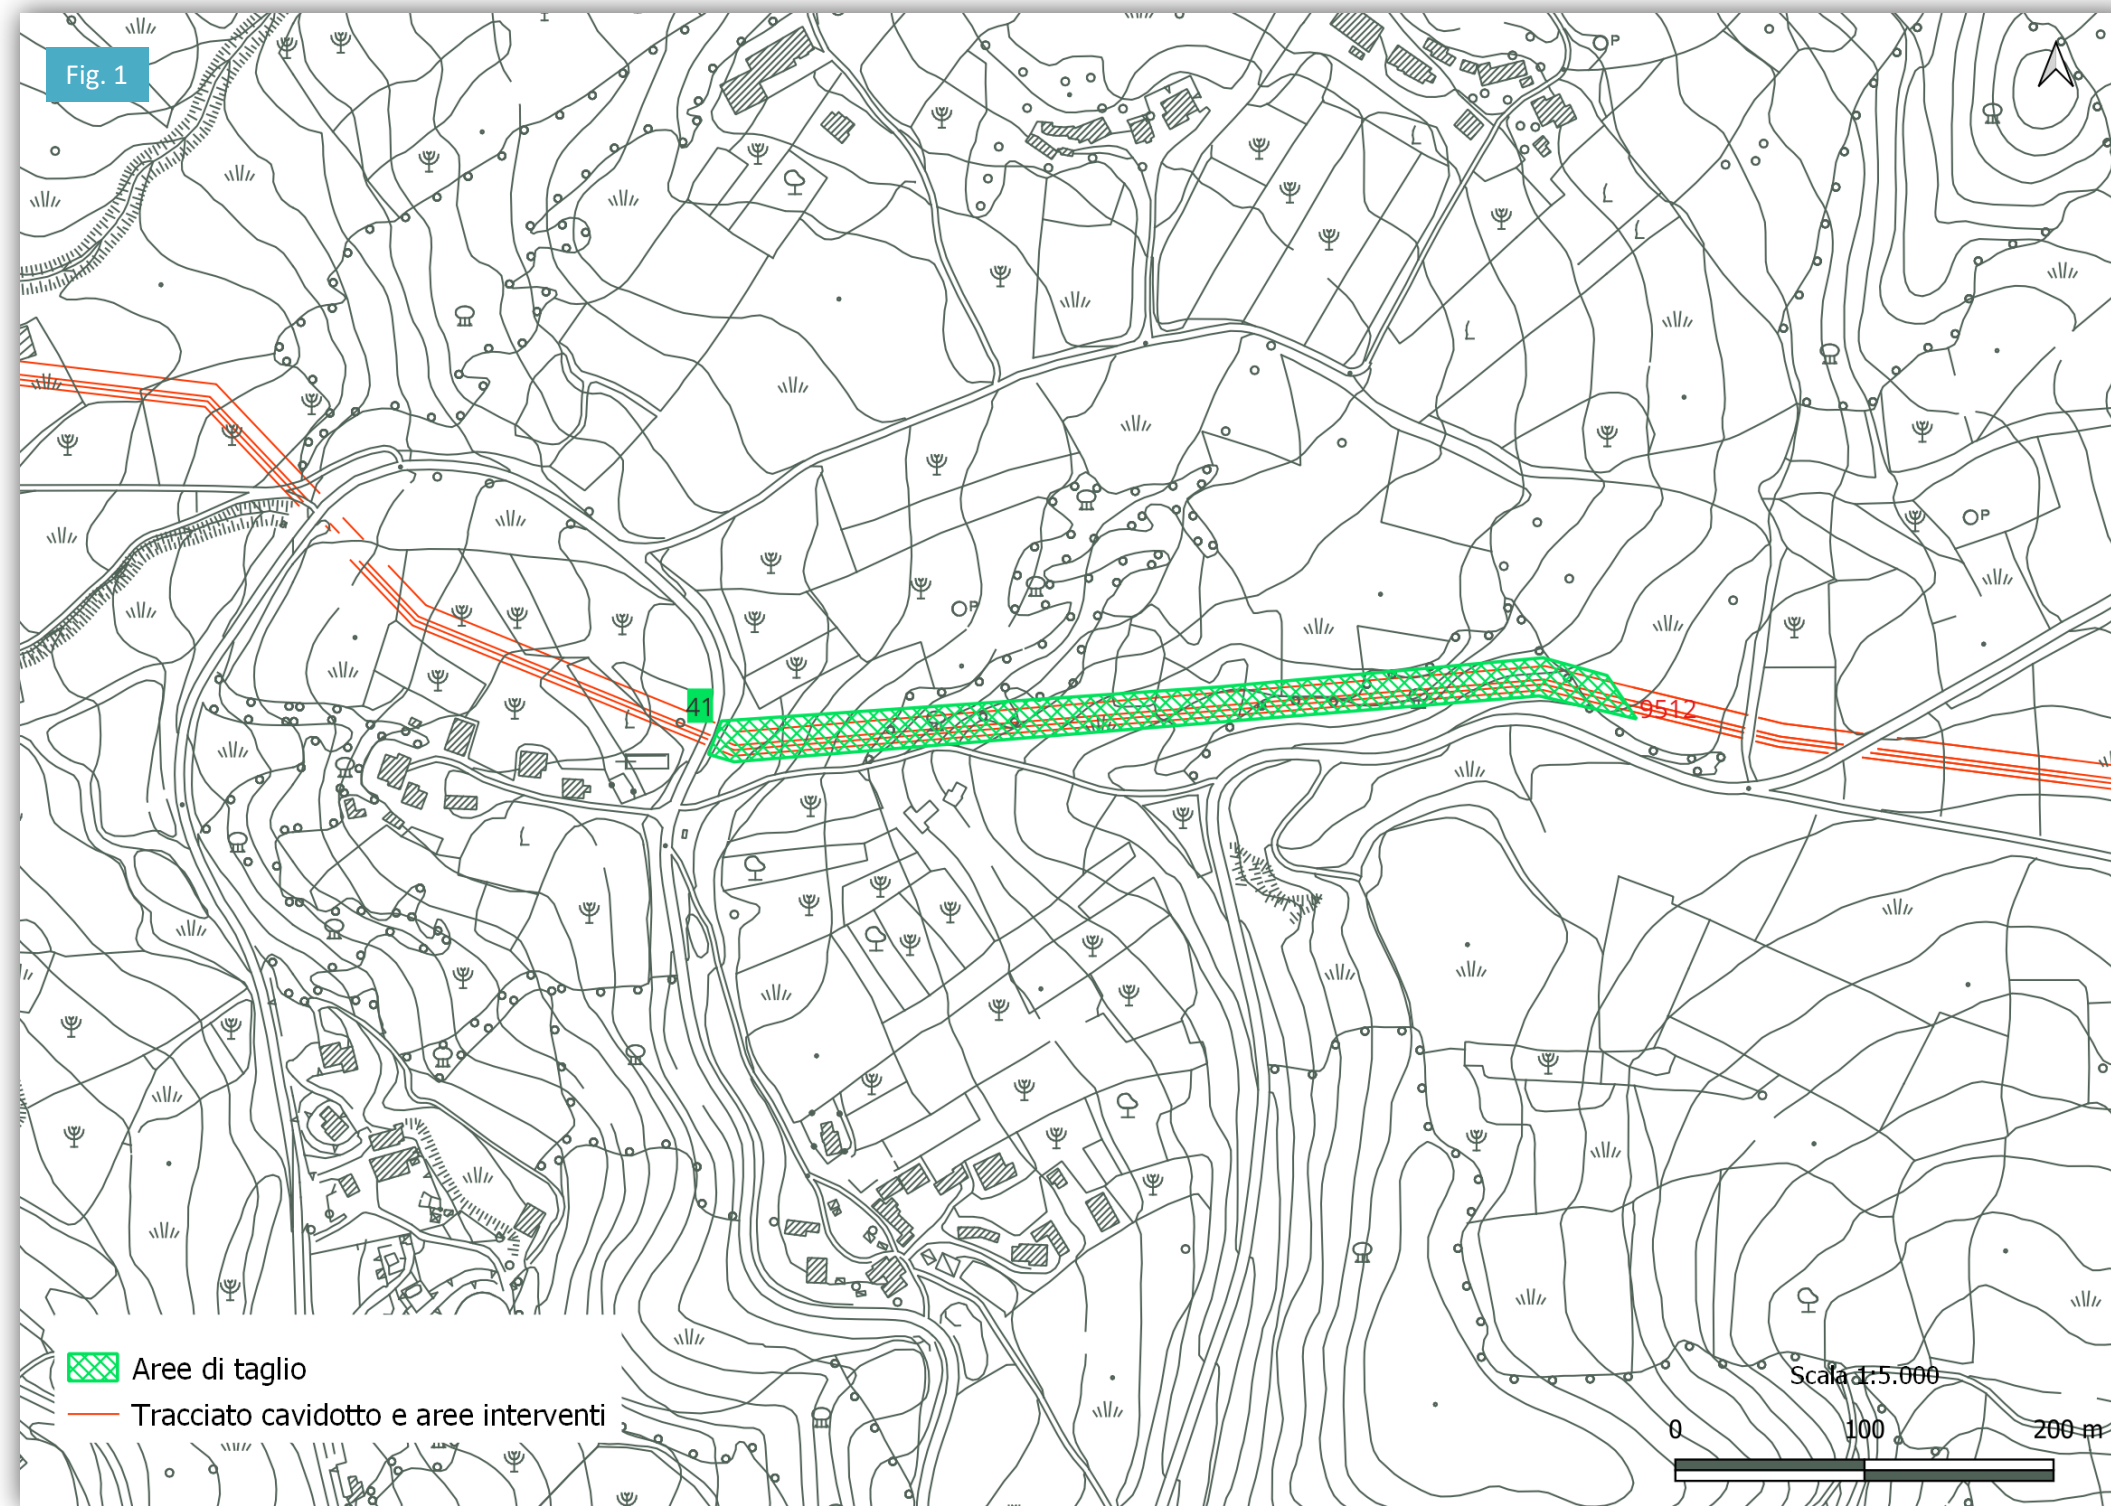 Fig. 1
P
P
P
41
9512
Aree di taglio
Tracciato cavidotto e aree interventi
Scala 1:5.000
0 100 200 m